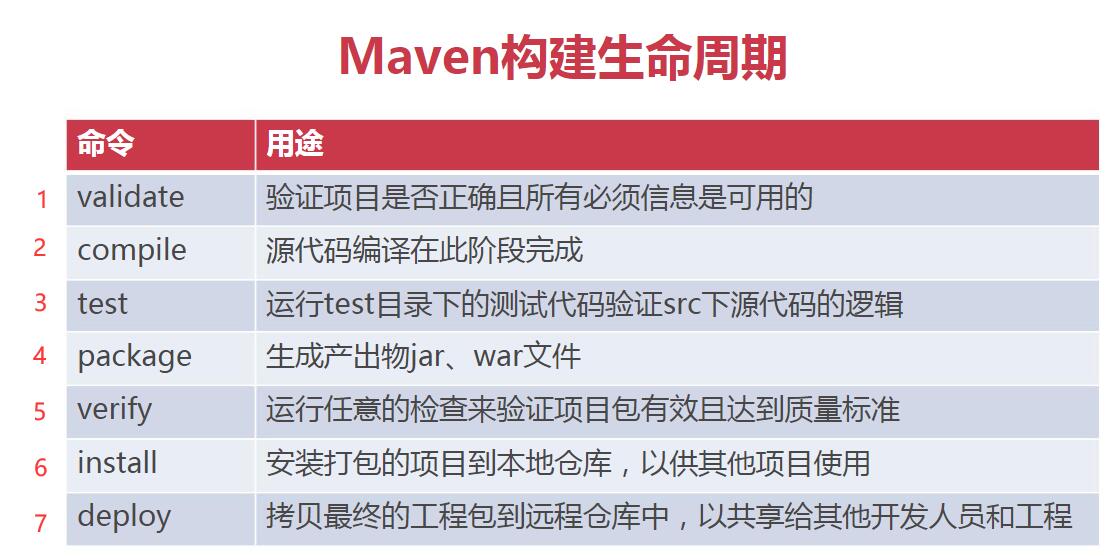 Maven构建生命周期
命令 用途
1 validate 验证项目是否正确且所有必须信息是可用的
2 compile 源代码编译在此阶段完成
3 test 运行test目录下的测试代码验证src下源代码的逻辑
4 package 生成产出物jar、war文件
5 verify 运行任意的检查来验证项目包有效且达到质量标准
6 install 安装打包的项目到本地仓库，以供其他项目使用
7 deploy 拷贝最终的工程包到远程仓库中，以共享给其他开发人员和工程